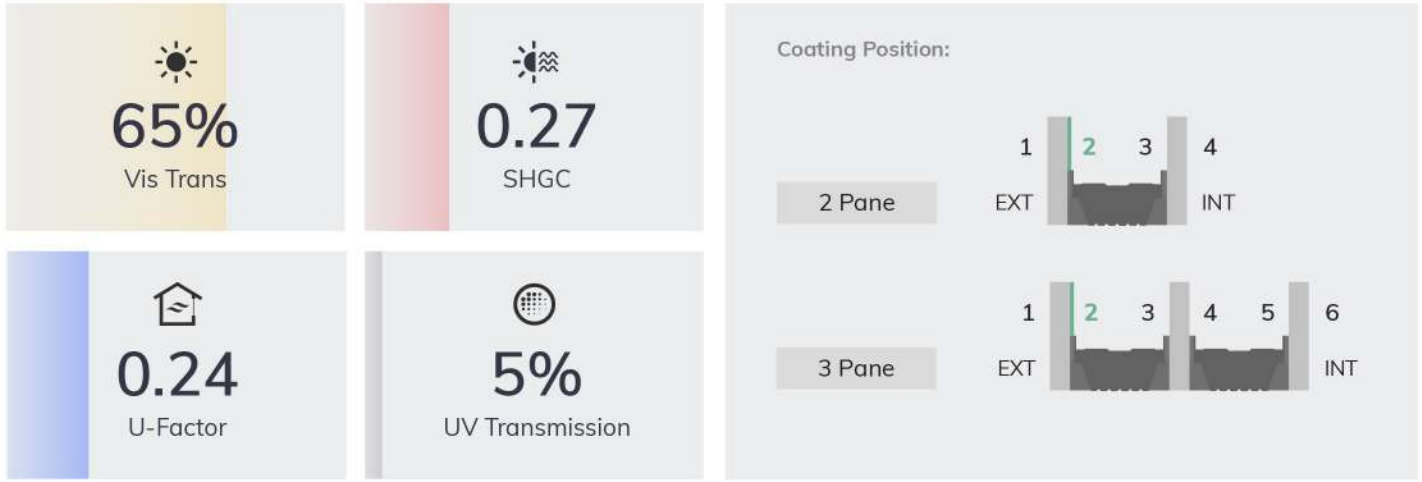 65%
Vis Trans
0.27
SHGC
0.24
U-Factor
5%
UV Transmission
Coating Position:
1 2 3 4
2 Pane EXT INT
1 2 3 4 5 6
3 Pane EXT INT